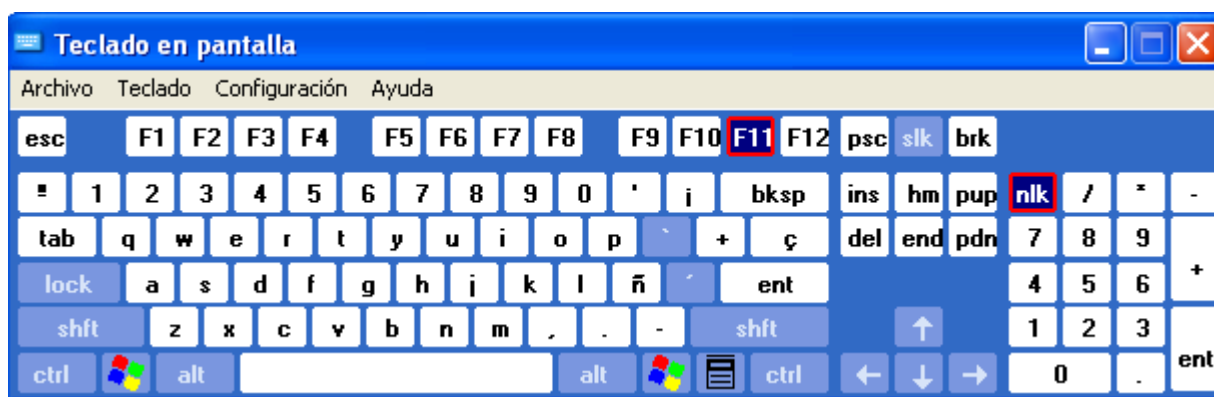 Teclado en pantalla
Archivo Teclado Configuración Ayuda
esc F1 F2 F3 F4 F5 F6 F7 F8 F9 F10 F11 F12 psc slk brk
º 1 2 3 4 5 6 7 8 9 0 ' ¡ bksp ins hm pup nlk / * -
tab q w e r t y u i o p ` + ç del end pdn 7 8 9
lock a s d f g h j k l ñ ´ ent 4 5 6 +
shft z x c v b n m , . - shft ↑ 1 2 3
ctrl alt alt ctrl ← ↓ → 0 . ent